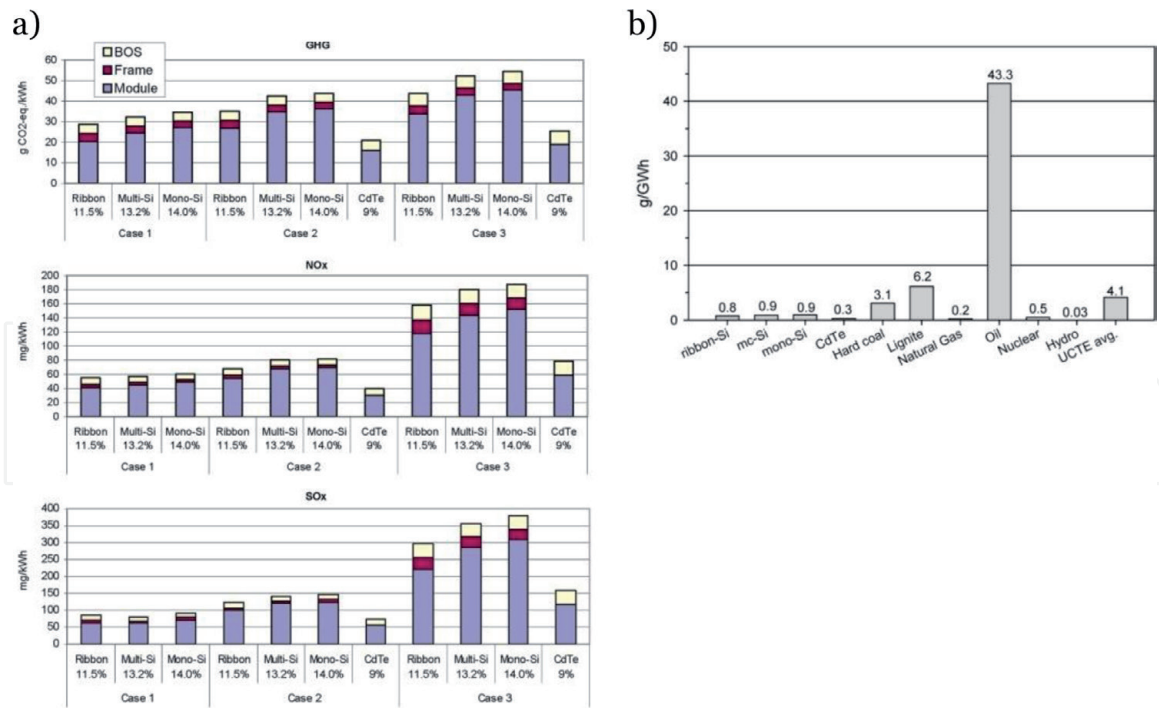 a)
GHG
BOS
Frame
Module
g CO2-eq./kWh
60
50
40
30
20
10
0
Ribbon Multi-Si Mono-Si Ribbon Multi-Si Mono-Si CdTe Ribbon Multi-Si Mono-Si CdTe
11.5% 13.2% 14.0% 11.5% 13.2% 14.0% 9% 11.5% 13.2% 14.0% 9%
Case 1 Case 2 Case 3
NOx
mg/kWh
200
180
160
140
120
100
80
60
40
20
0
Ribbon Multi-Si Mono-Si Ribbon Multi-Si Mono-Si CdTe Ribbon Multi-Si Mono-Si CdTe
11.5% 13.2% 14.0% 11.5% 13.2% 14.0% 9% 11.5% 13.2% 14.0% 9%
Case 1 Case 2 Case 3
SOx
mg/kWh
400
350
300
250
200
150
100
50
0
Ribbon Multi-Si Mono-Si Ribbon Multi-Si Mono-Si CdTe Ribbon Multi-Si Mono-Si CdTe
11.5% 13.2% 14.0% 11.5% 13.2% 14.0% 9% 11.5% 13.2% 14.0% 9%
Case 1 Case 2 Case 3
b)
g/GWh
50
40
30
20
10
0
0.8 0.9 0.9 0.3 3.1 6.2 0.2 43.3 0.5 0.03 4.1
ribbon-Si mc-Si mono-Si CdTe Hard coal Lignite Natural Gas Oil Nuclear Hydro UCTE avg.